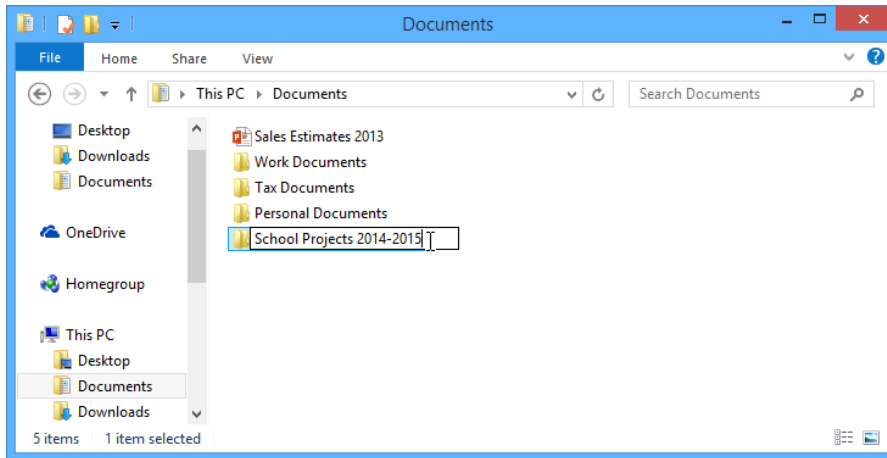 Documents
File Home Share View
This PC Documents Search Documents
Desktop
Downloads
Documents
OneDrive
Homegroup
This PC
Desktop
Documents
Downloads
Sales Estimates 2013
Work Documents
Tax Documents
Personal Documents
School Projects 2014-2015
5 items 1 item selected